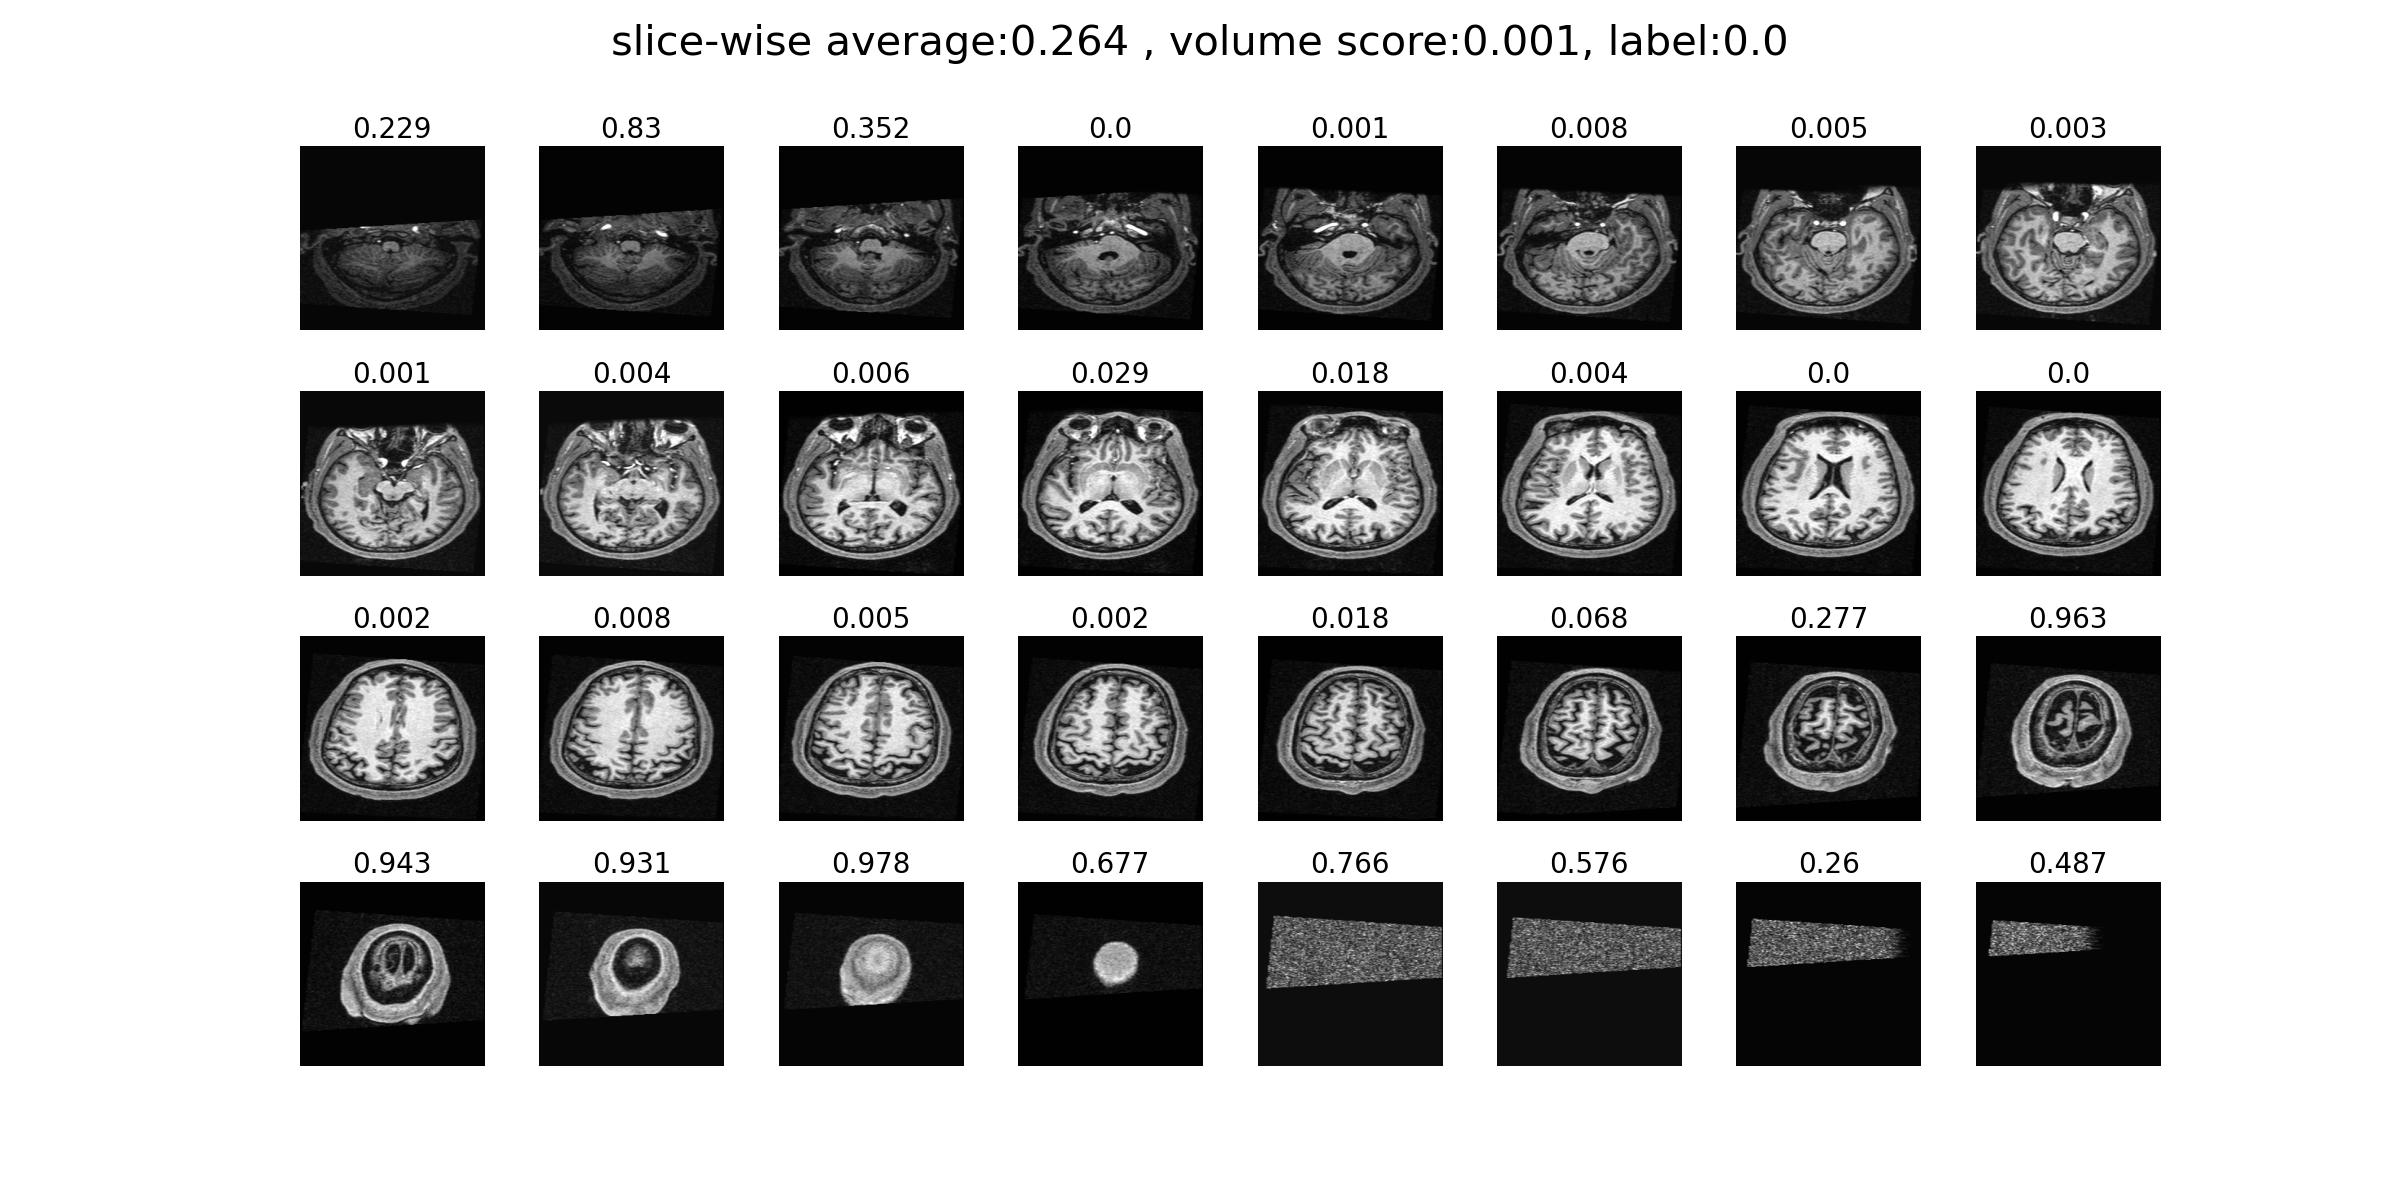 slice-wise average:0.264 , volume score:0.001, label:0.0
0.229 0.83 0.352 0.0 0.001 0.008 0.005 0.003
0.001 0.004 0.006 0.029 0.018 0.004 0.0 0.0
0.002 0.008 0.005 0.002 0.018 0.068 0.277 0.963
0.943 0.931 0.978 0.677 0.766 0.576 0.26 0.487